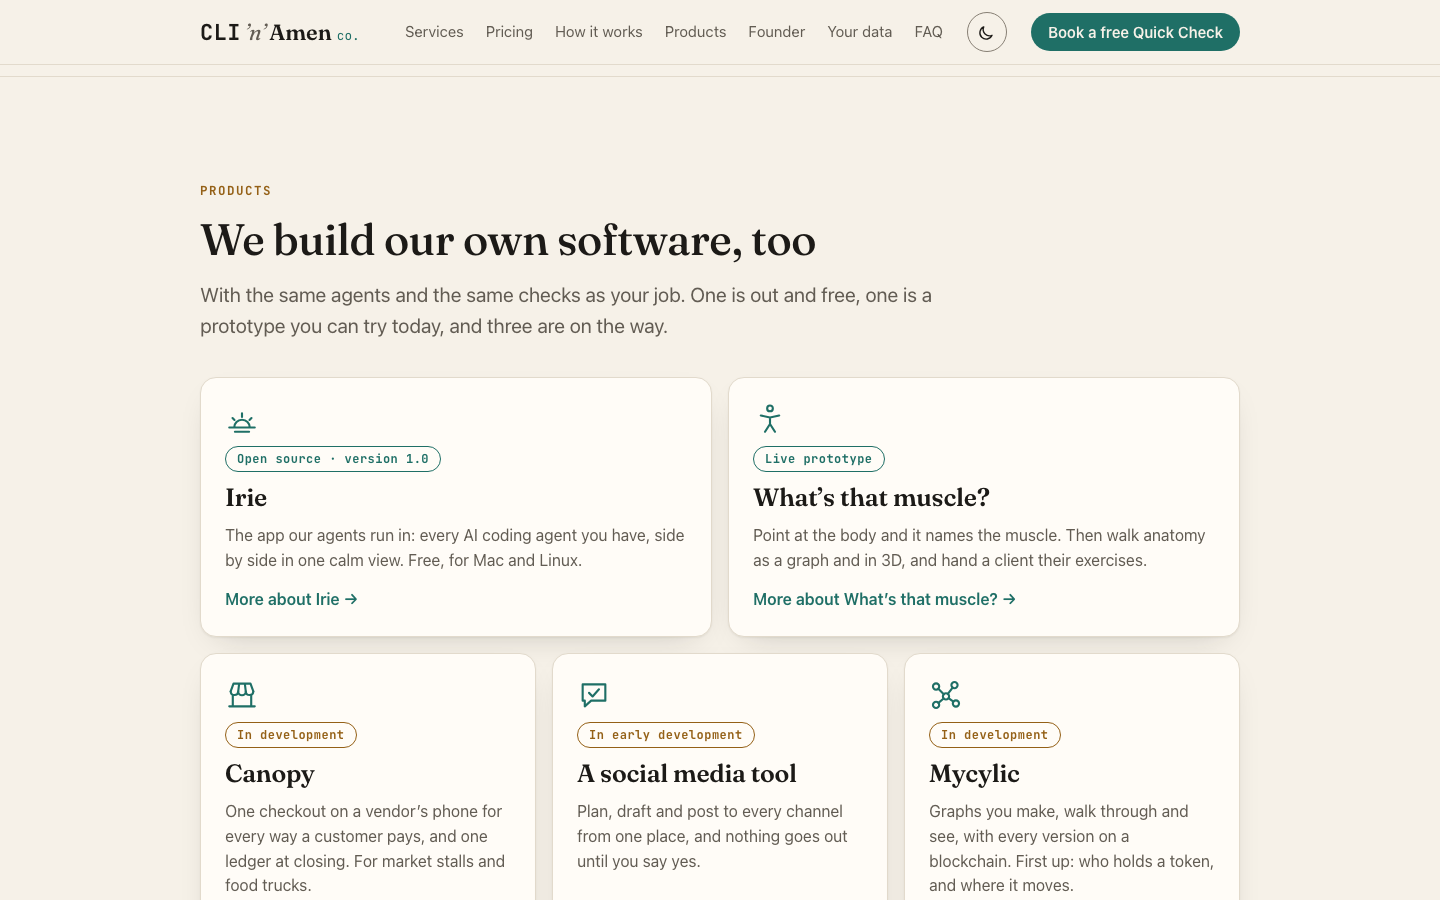 CLI ’n’ Amen co.
Services
Pricing
How it works
Products
Founder
Your data
FAQ
Book a free Quick Check
PRODUCTS
We build our own software, too
With the same agents and the same checks as your job. One is out and free, one is a
prototype you can try today, and three are on the way.
Open source · version 1.0
Irie
The app our agents run in: every AI coding agent you have, side
by side in one calm view. Free, for Mac and Linux.
More about Irie →
Live prototype
What’s that muscle?
Point at the body and it names the muscle. Then walk anatomy
as a graph and in 3D, and hand a client their exercises.
More about What’s that muscle? →
In development
Canopy
One checkout on a vendor’s phone for
every way a customer pays, and one
ledger at closing. For market stalls and
food trucks.
In early development
A social media tool
Plan, draft and post to every channel
from one place, and nothing goes out
until you say yes.
In development
Mycylic
Graphs you make, walk through and
see, with every version on a
blockchain. First up: who holds a token,
and where it moves.